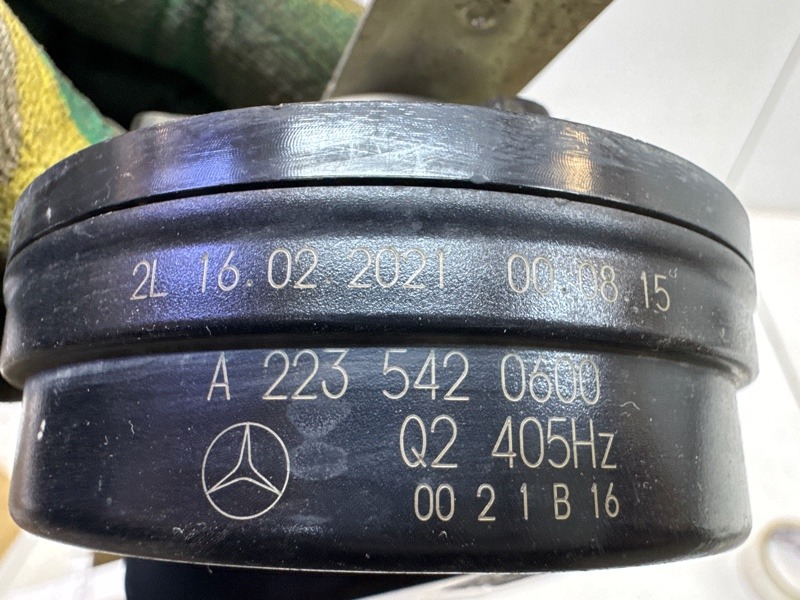 2L 16.02.2021 00.08.15
A 223 542 0600
Q2 405Hz
00 2 1 B 16